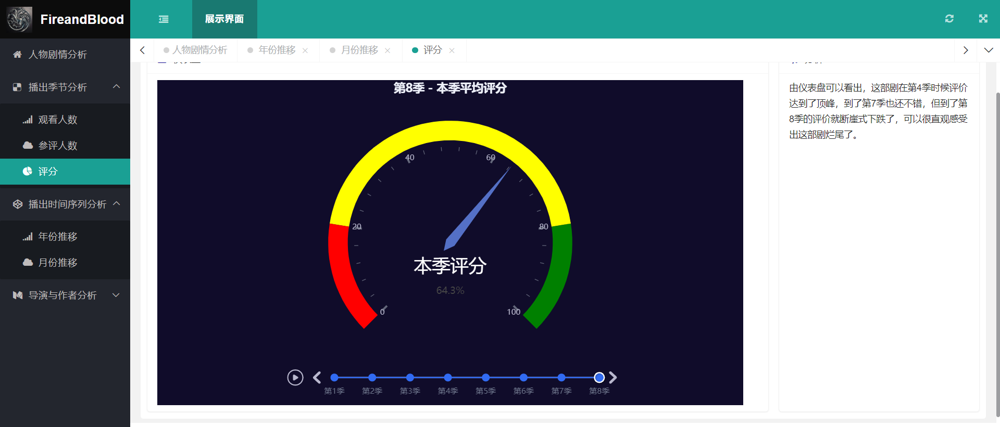 FireandBlood
展示界面
人物剧情分析
年份推移
月份推移
评分
人物剧情分析
播出季节分析
观看人数
参评人数
评分
播出时间序列分析
年份推移
月份推移
导演与作者分析
第8季 - 本季平均评分
0
20
40
60
80
100
本季评分
64.3%
第1季
第2季
第3季
第4季
第5季
第6季
第7季
第8季
由仪表盘可以看出，这部剧在第4季时候评价
达到了顶峰，到了第7季也还不错，但到了第
8季的评价就断崖式下跌了，可以很直观感受
出这部剧烂尾了。